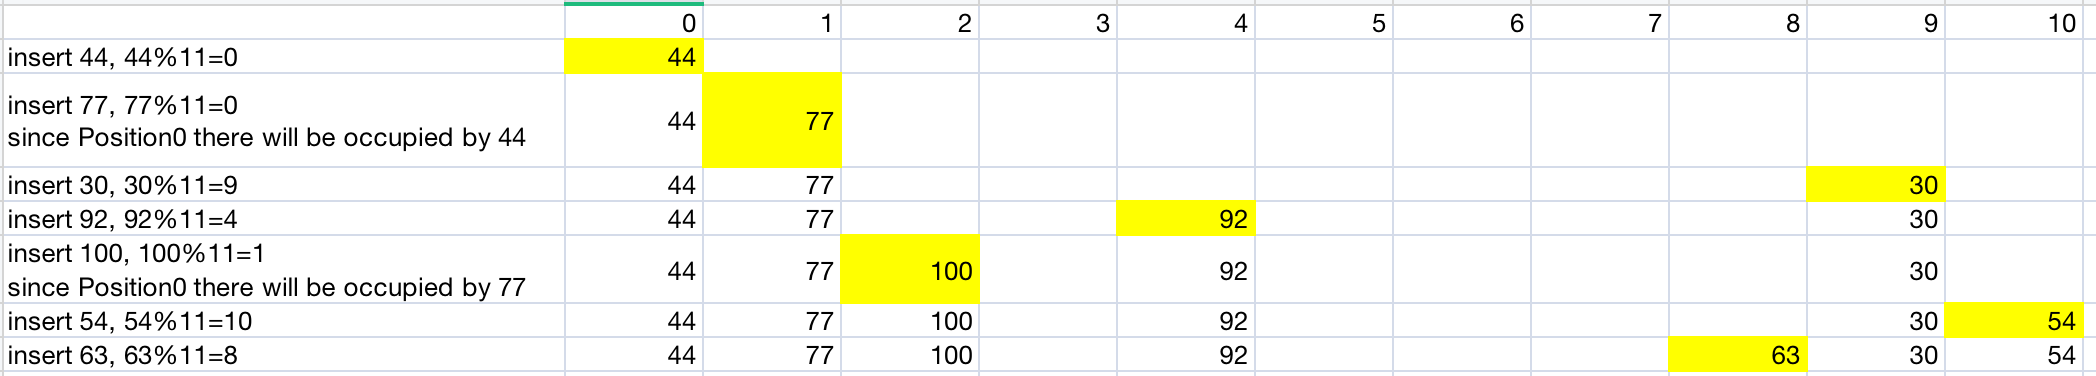 0 1 2 3 4 5 6 7 8 9 10
insert 44, 44%11=0 44
insert 77, 77%11=0
since Position0 there will be occupied by 44 44 77
insert 30, 30%11=9 44 77 30
insert 92, 92%11=4 44 77 92 30
insert 100, 100%11=1
since Position0 there will be occupied by 77 44 77 100 92 30
insert 54, 54%11=10 44 77 100 92 30 54
insert 63, 63%11=8 44 77 100 92 63 30 54